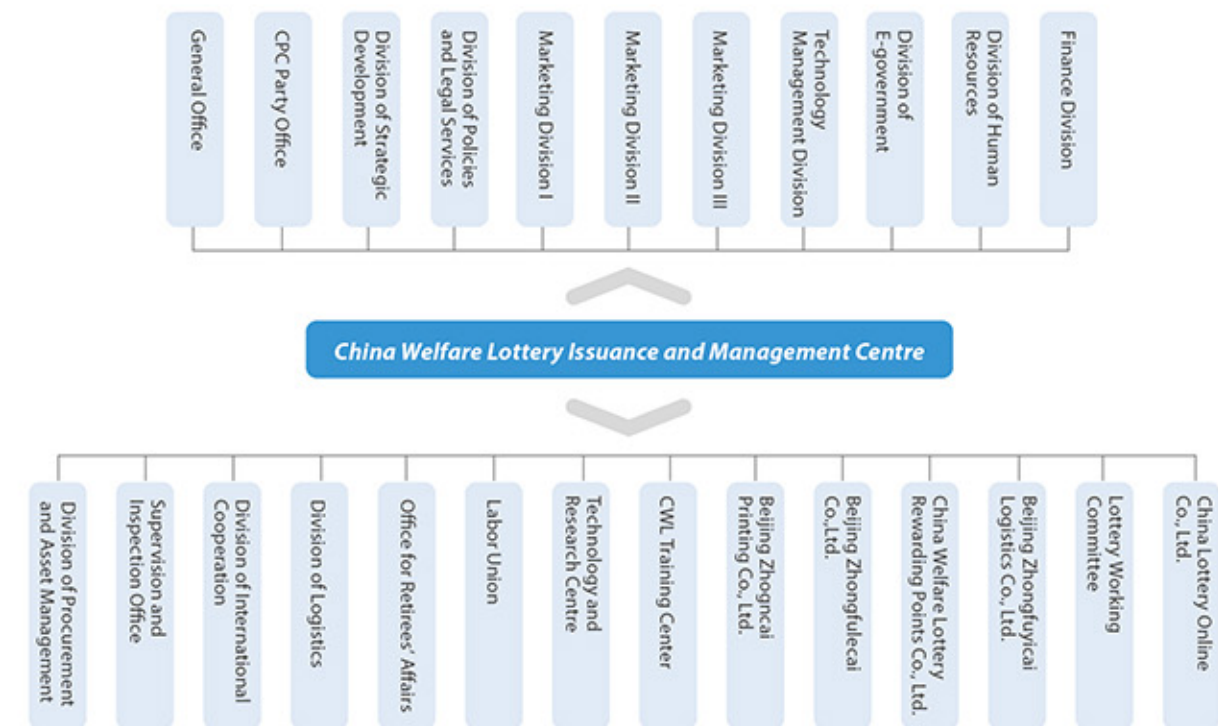 General Office
CPC Party Office
Division of Strategic
Development
Division of Policies
and Legal Services
Marketing Division I
Marketing Division II
Marketing Division III
Technology
Management Division
Division of
E-government
Division of Human
Resources
Finance Division
China Welfare Lottery Issuance and Management Centre
Division of Procurement
and Asset Management
Supervision and
Inspection Office
Division of International
Cooperation
Division of Logistics
Office for Retirees' Affairs
Labor Union
Technology and
Research Centre
CWL Training Center
Beijing Zhogncai
Printing Co., Ltd.
Beijing Zhongfulecai
Co.,Ltd.
China Welfare Lottery
Rewarding Points Co., Ltd.
Beijing Zhongfuyicai
Logistics Co., Ltd.
Lottery Working
Committee
China Lottery Online
Co., Ltd.